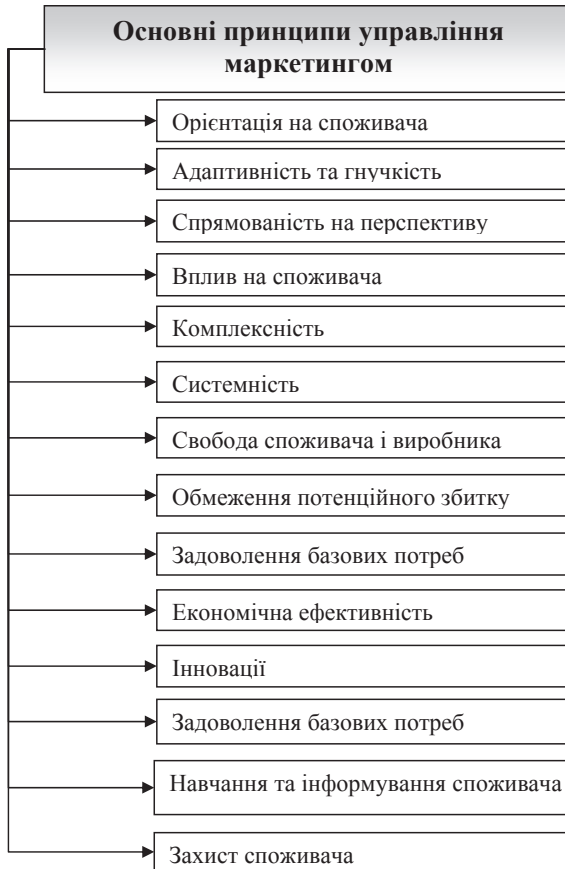 Основні принципи управління
маркетингом
Орієнтація на споживача
Адаптивність та гнучкість
Спрямованість на перспективу
Вплив на споживача
Комплексність
Системність
Свобода споживача і виробника
Обмеження потенційного збитку
Задоволення базових потреб
Економічна ефективність
Інновації
Задоволення базових потреб
Навчання та інформування споживача
Захист споживача